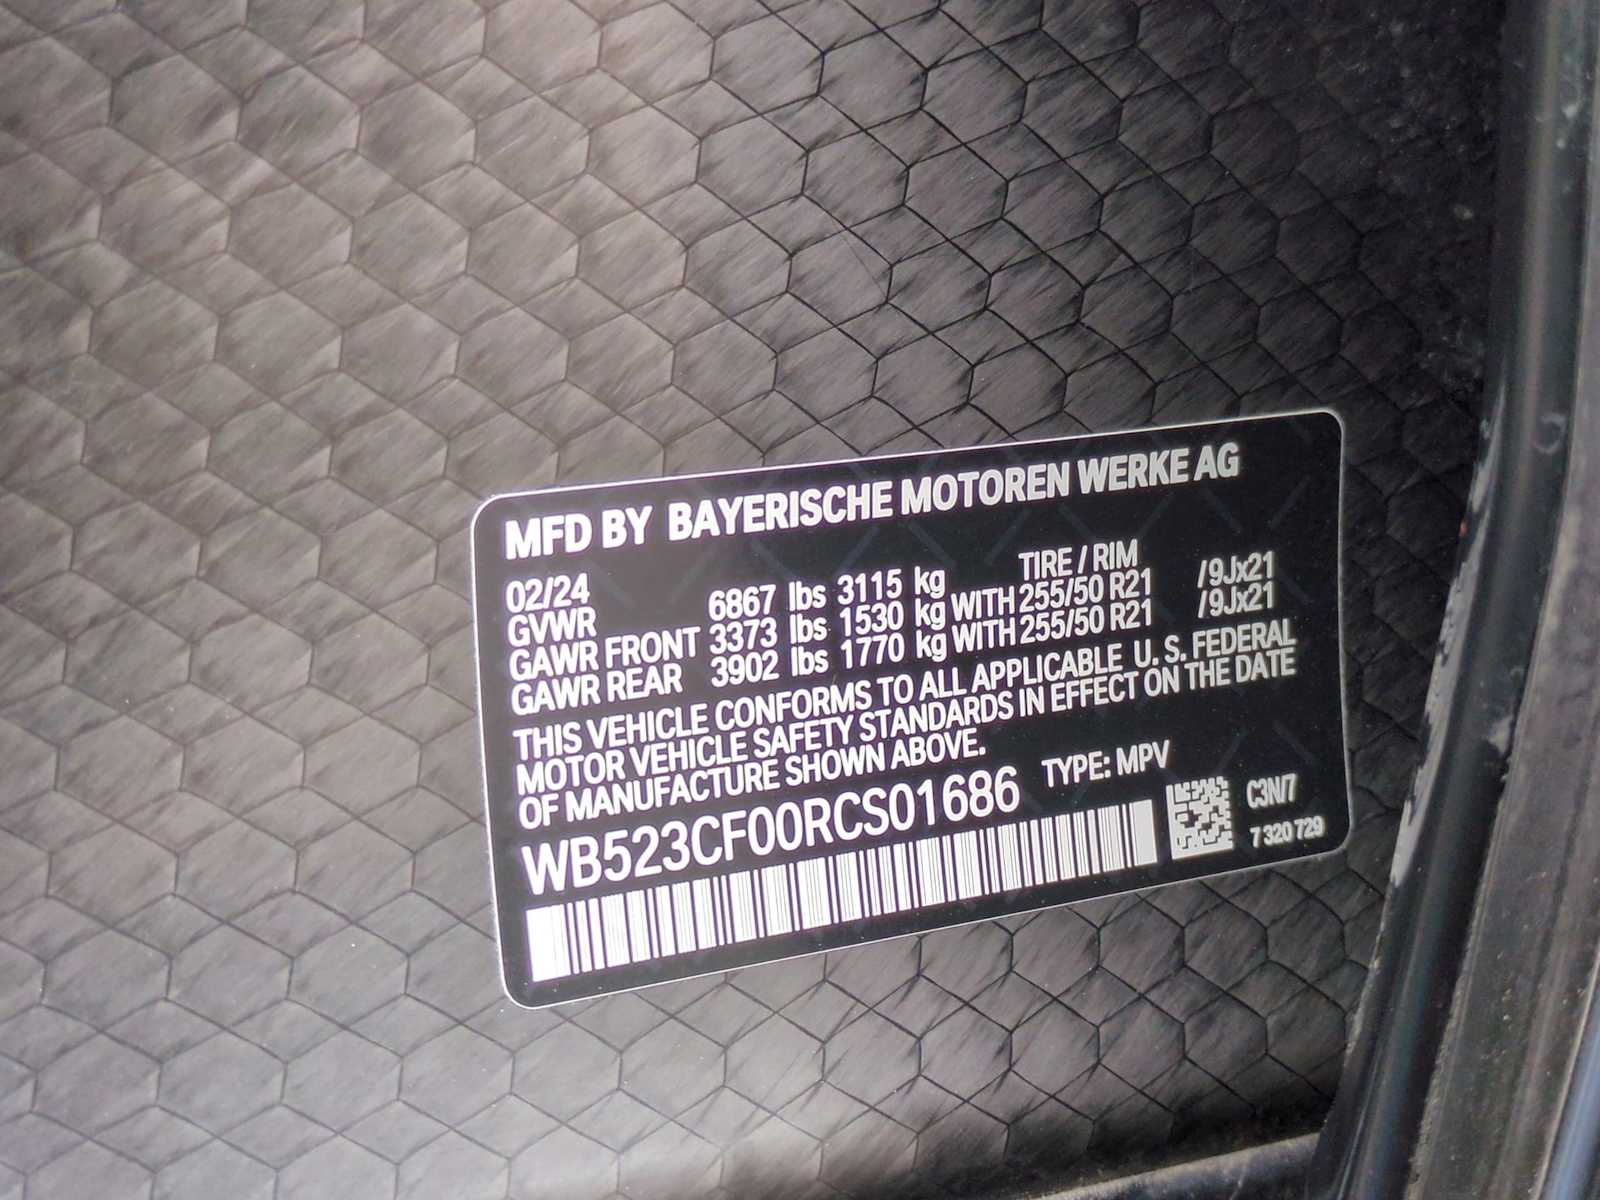 MFD BY BAYERISCHE MOTOREN WERKE AG
02/24 TIRE / RIM
GVWR 6867 lbs 3115 kg
GAWR FRONT 3373 lbs 1530 kg WITH 255/50 R21 /9Jx21
GAWR REAR 3902 lbs 1770 kg WITH 255/50 R21 /9Jx21
THIS VEHICLE CONFORMS TO ALL APPLICABLE U. S. FEDERAL
MOTOR VEHICLE SAFETY STANDARDS IN EFFECT ON THE DATE
OF MANUFACTURE SHOWN ABOVE.
WB523CF00RCS01686 TYPE: MPV
C3N/7
7 320 729